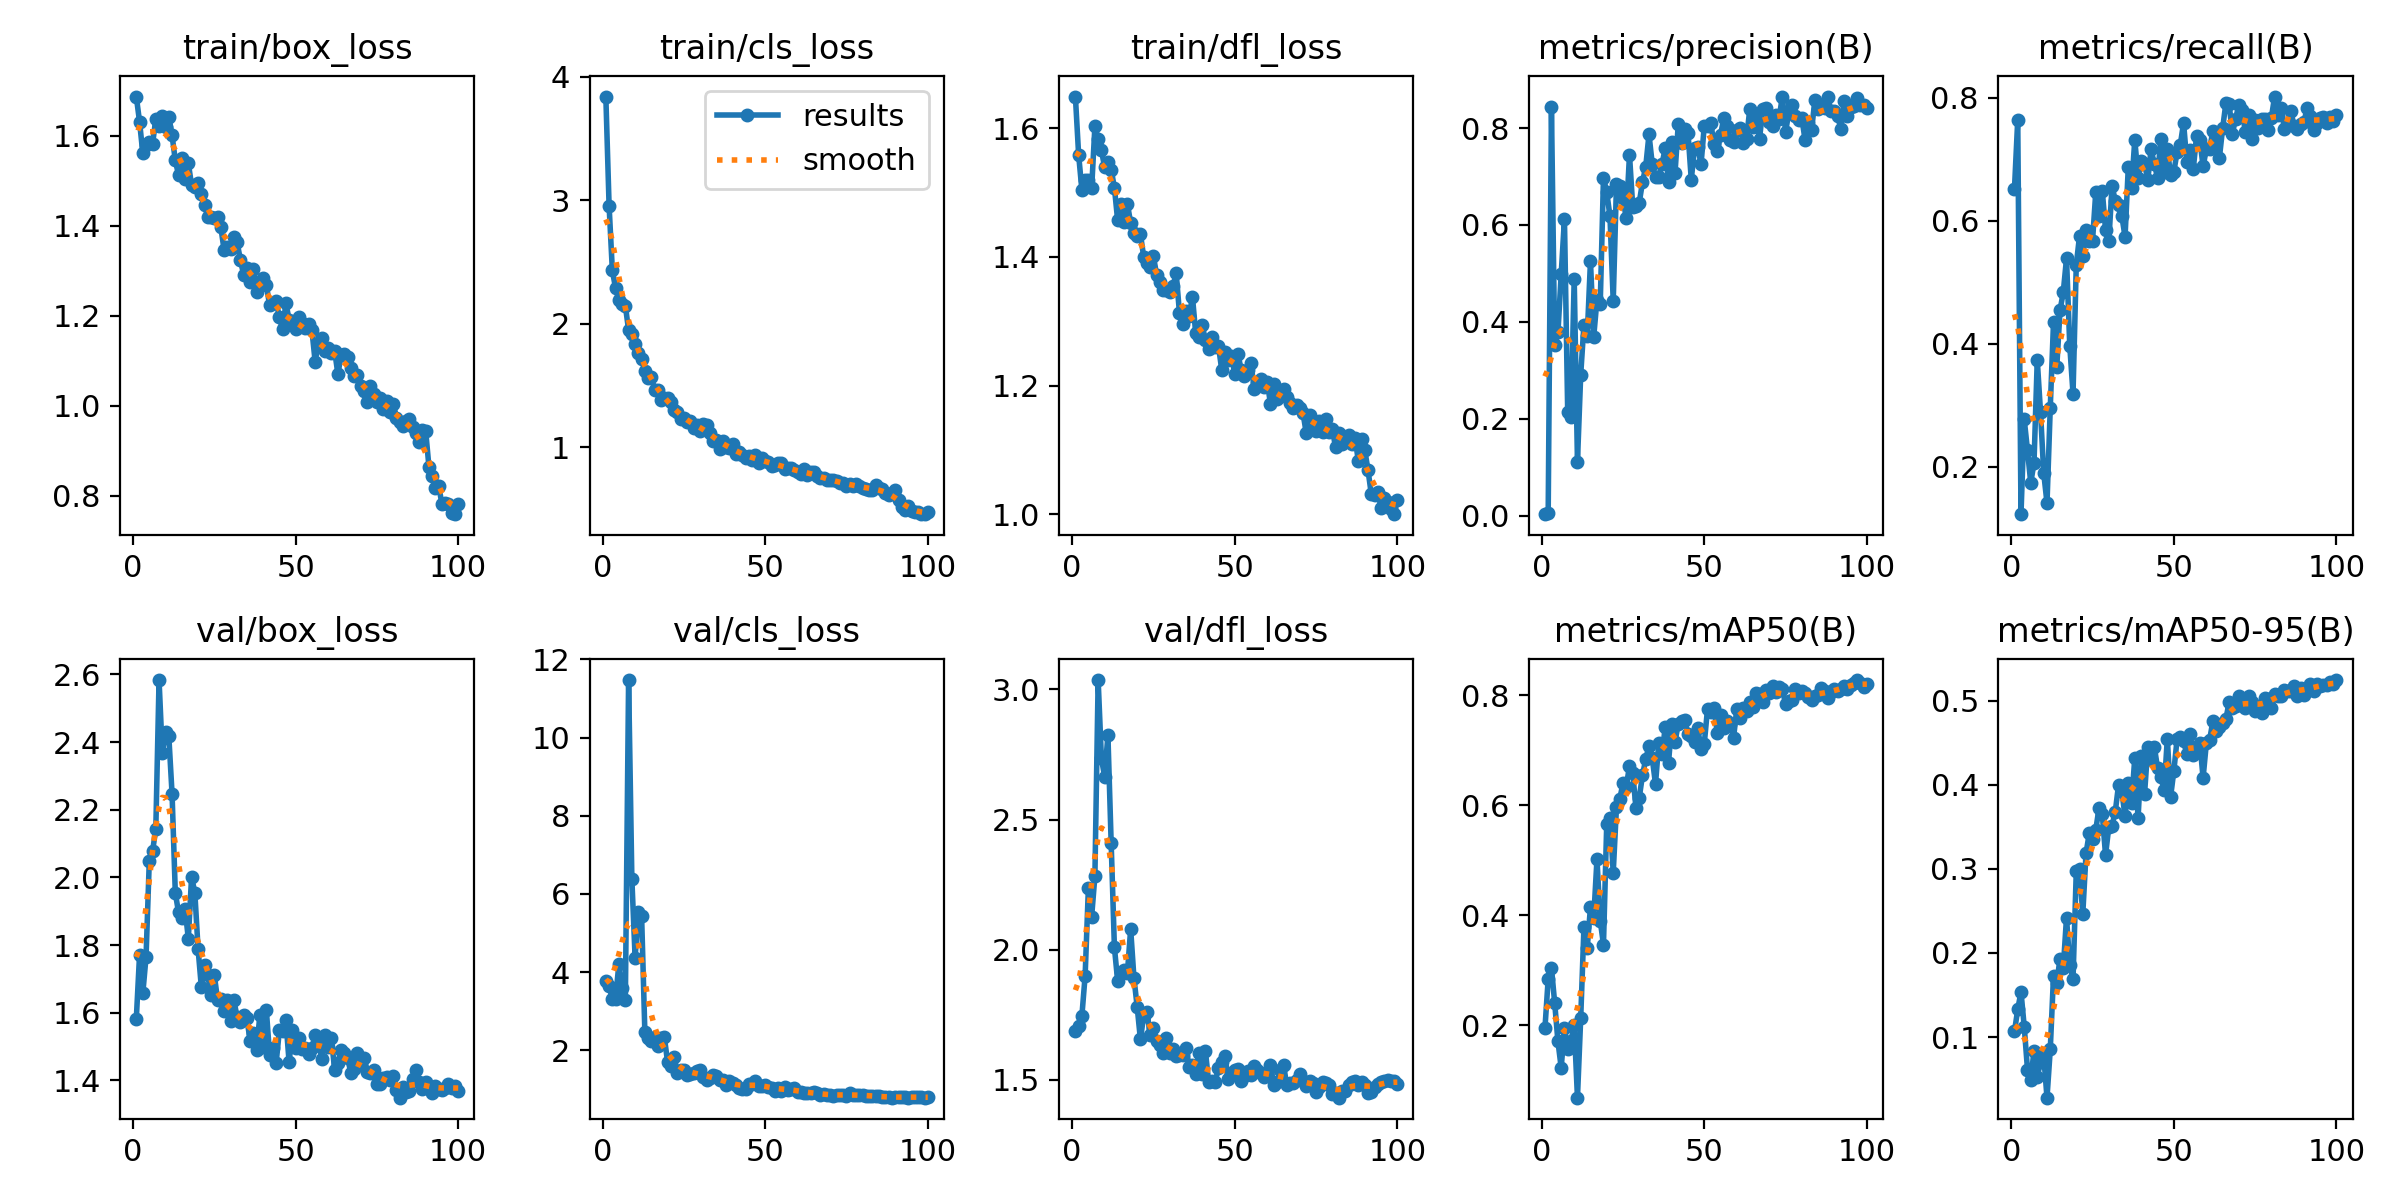 train/box_loss
1.6
1.4
1.2
1.0
0.8
0 50 100
train/cls_loss
results
smooth
4
3
2
1
0 50 100
train/dfl_loss
1.6
1.4
1.2
1.0
0 50 100
metrics/precision(B)
0.8
0.6
0.4
0.2
0.0
0 50 100
metrics/recall(B)
0.8
0.6
0.4
0.2
0 50 100
val/box_loss
2.6
2.4
2.2
2.0
1.8
1.6
1.4
0 50 100
val/cls_loss
12
10
8
6
4
2
0 50 100
val/dfl_loss
3.0
2.5
2.0
1.5
0 50 100
metrics/mAP50(B)
0.8
0.6
0.4
0.2
0 50 100
metrics/mAP50-95(B)
0.5
0.4
0.3
0.2
0.1
0 50 100